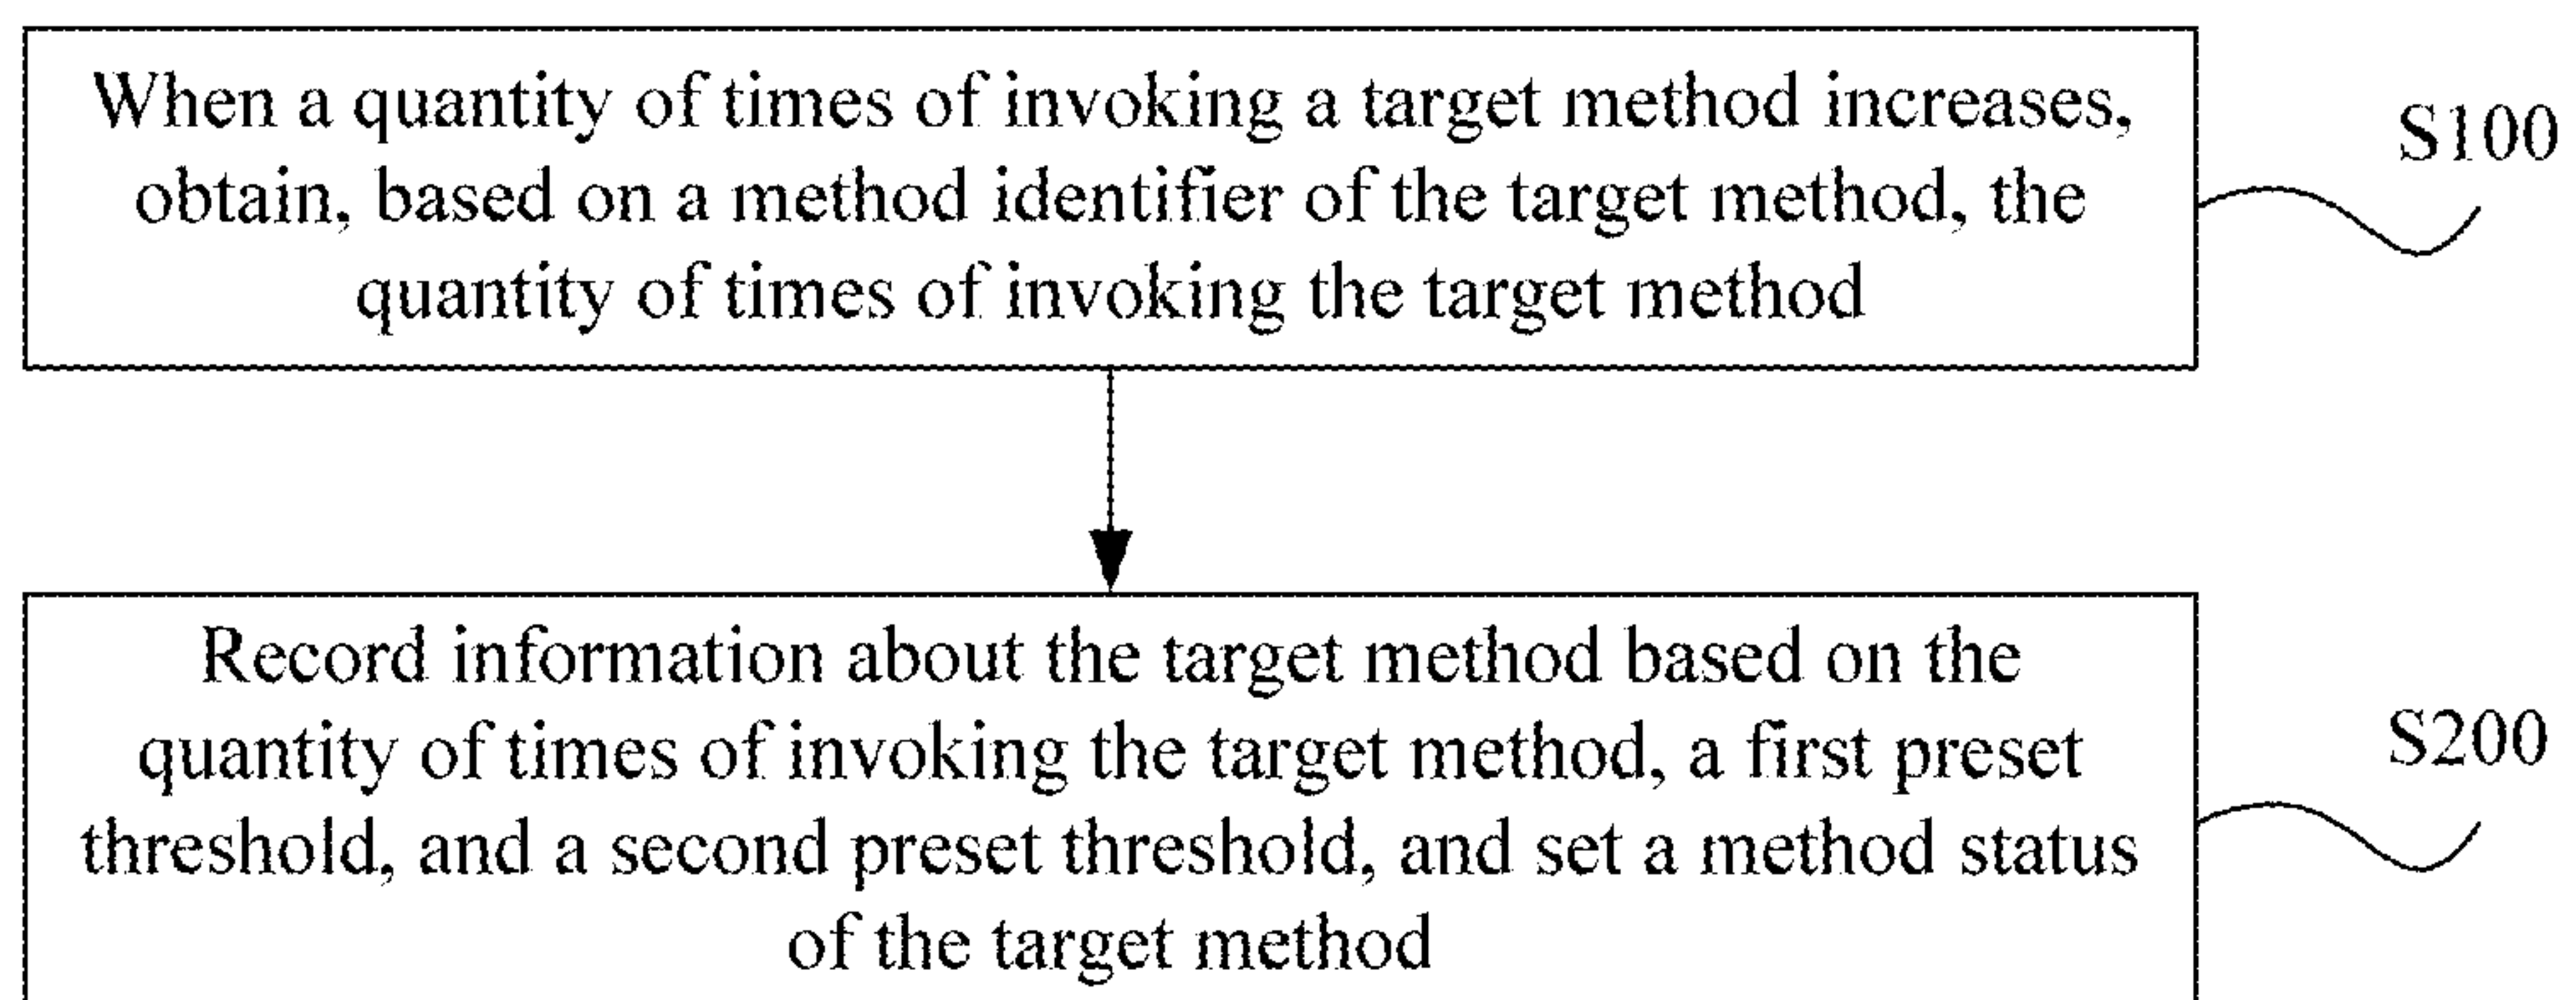 When a quantity of times of invoking a target method increases,
obtain, based on a method identifier of the target method, the
quantity of times of invoking the target method
S100
Record information about the target method based on the
quantity of times of invoking the target method, a first preset
threshold, and a second preset threshold, and set a method status
of the target method
S200